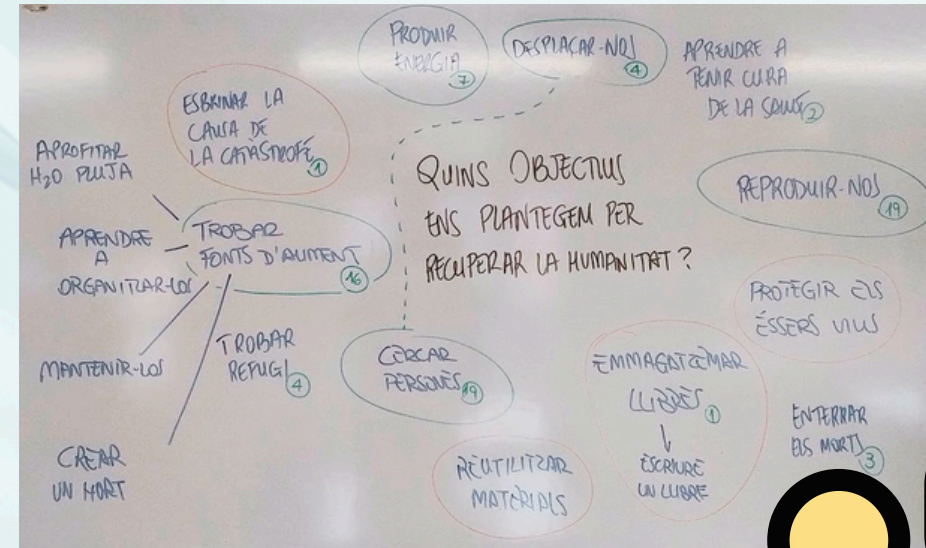 PRODUIR
ENERGIA
7
DESPLAÇAR-NOS
4
APRENDRE A
TENIR CURA
DE LA SALUT 2
ESBRINAR LA
CAUSA DE
LA CATÀSTROFE
1
APROFITAR
H2O PLUJA
APRENDRE
A
ORGANITZAR-LOS
TROBAR
FONTS D'ALIMENT
16
MANTENIR-LOS
CREAR
UN HORT
TROBAR
REFUGI
4
QUINS OBJECTIUS
ENS PLANTEGEM PER
RECUPERAR LA HUMANITAT?
REPRODUIR-NOS
19
PROTEGIR ELS
ÉSSERS VIUS
CERCAR
PERSONES
19
EMMAGATZEMAR
LLIBRES
1
ESCRIURE
UN LLIBRE
ENTERRAR
ELS MORTS
3
REUTILITZAR
MATERIALS